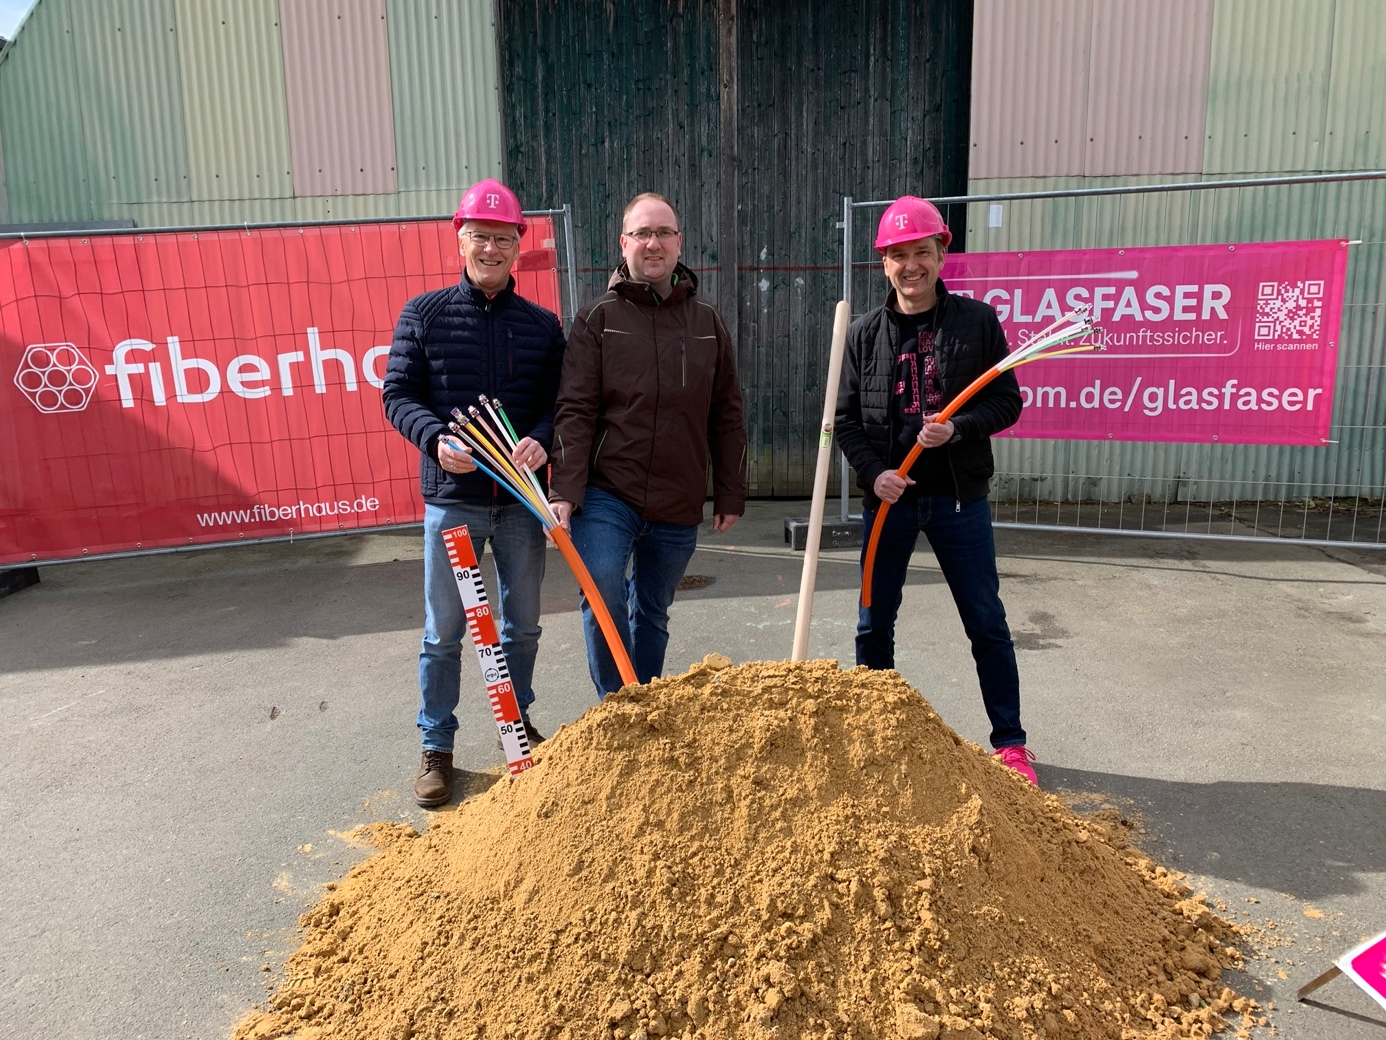 T
T
fiberha
www.fiberhaus.de
GLASFASER
Zukunftssicher.
Hier scannen
om.de/glasfaser
100
90
80
70
60
50
40